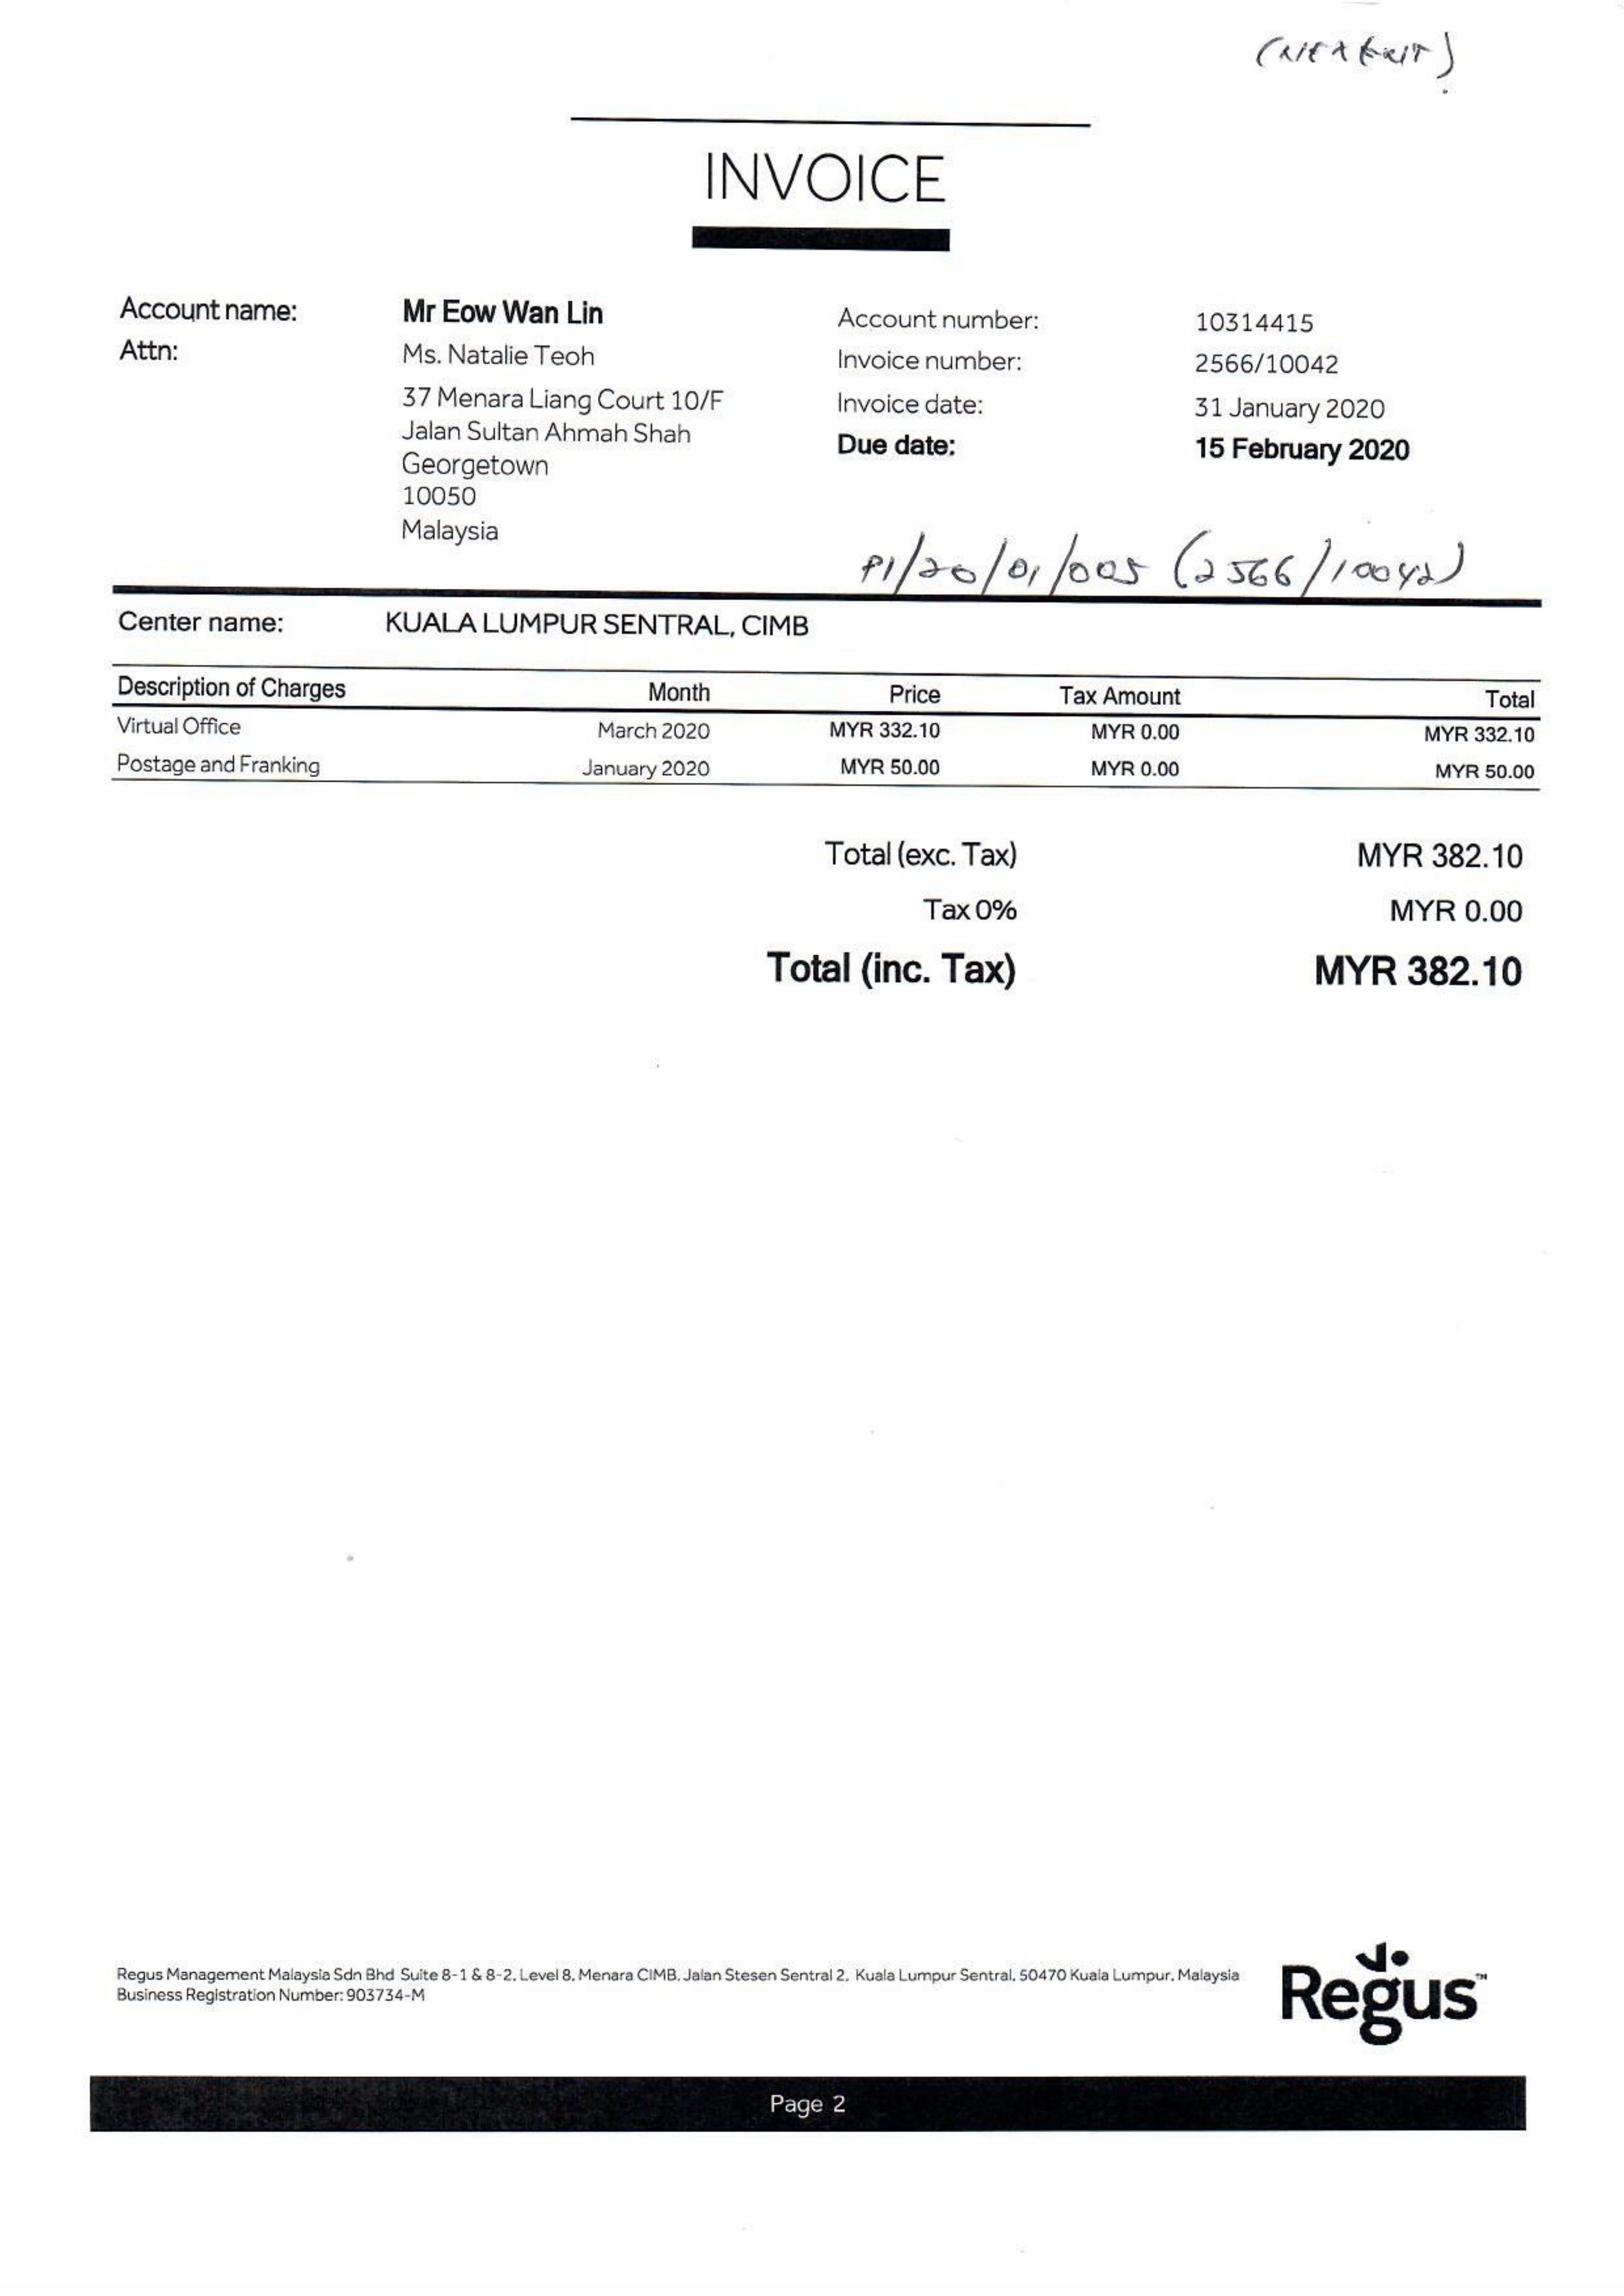 INVOICE
Account name: Mr Eow Wan Lin
Attn: Ms. Natalie Teoh
37 Menara Liang Court 10/F
Jalan Sultan Ahmah Shah
Georgetown
10050
Malaysia
Account number: 10314415
Invoice number: 2566/10042
Invoice date: 31 January 2020
Due date: 15 February 2020
P1/20/01/005 (2566/10042)
Center name: KUALA LUMPUR SENTRAL, CIMB
Description of Charges Month Price Tax Amount Total
Virtual Office March 2020 MYR 332.10 MYR 0.00 MYR 332.10
Postage and Franking January 2020 MYR 50.00 MYR 0.00 MYR 50.00
Total (exc. Tax) MYR 382.10
Tax 0% MYR 0.00
Total (inc. Tax) MYR 382.10
Regus Management Malaysia Sdn Bhd Suite 8-1 & 8-2, Level 8, Menara CIMB, Jalan Stesen Sentral 2, Kuala Lumpur Sentral, 50470 Kuala Lumpur, Malaysia
Business Registration Number: 903734-M
Regus™
Page 2